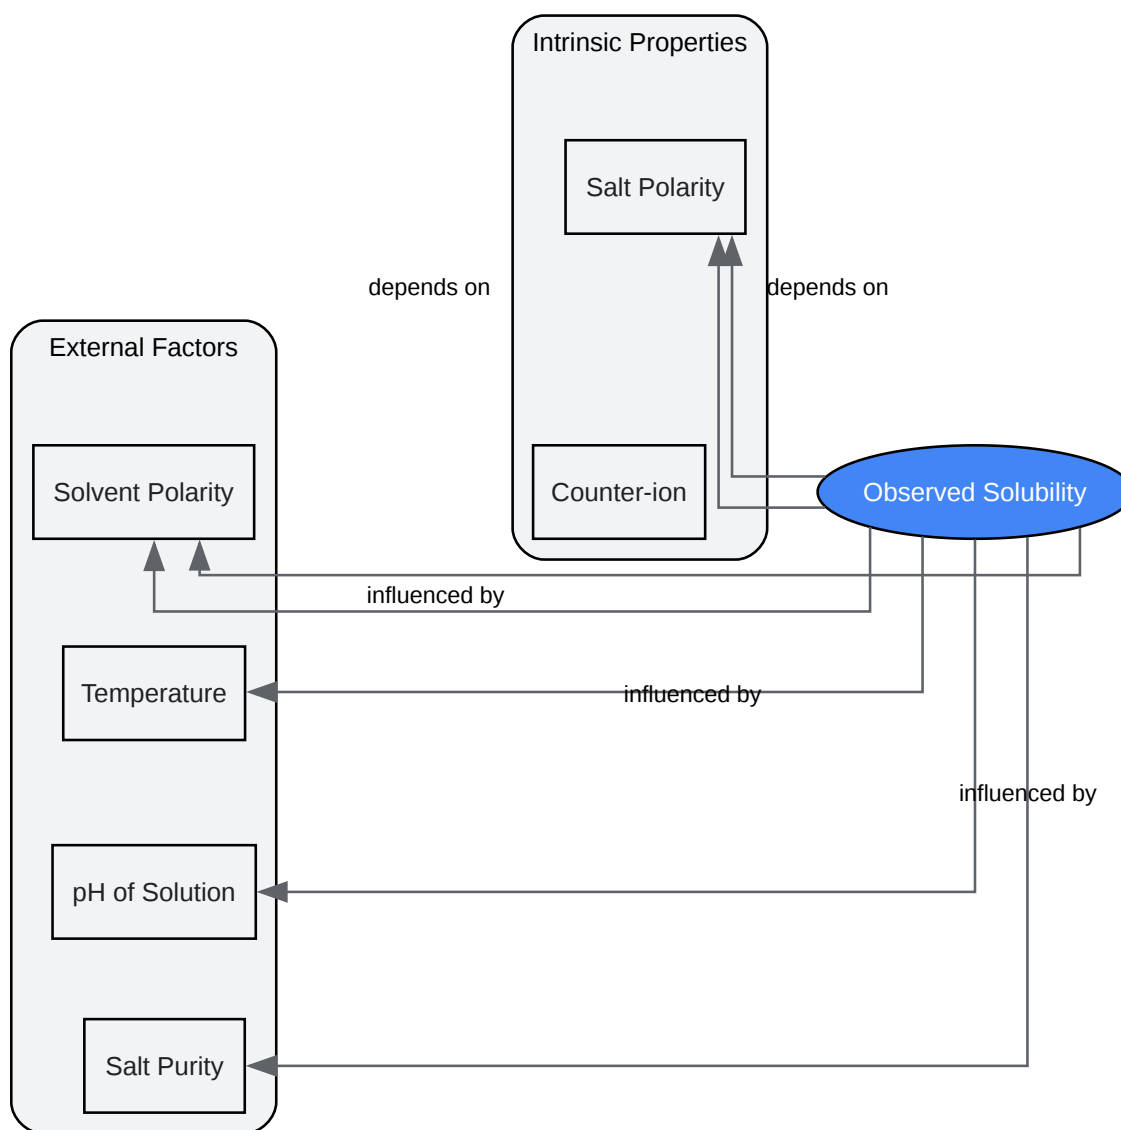 Intrinsic Properties
Salt Polarity
depends on
depends on
External Factors
Solvent Polarity
Counter-ion
Observed Solubility
influenced by
Temperature
influenced by
influenced by
pH of Solution
Salt Purity